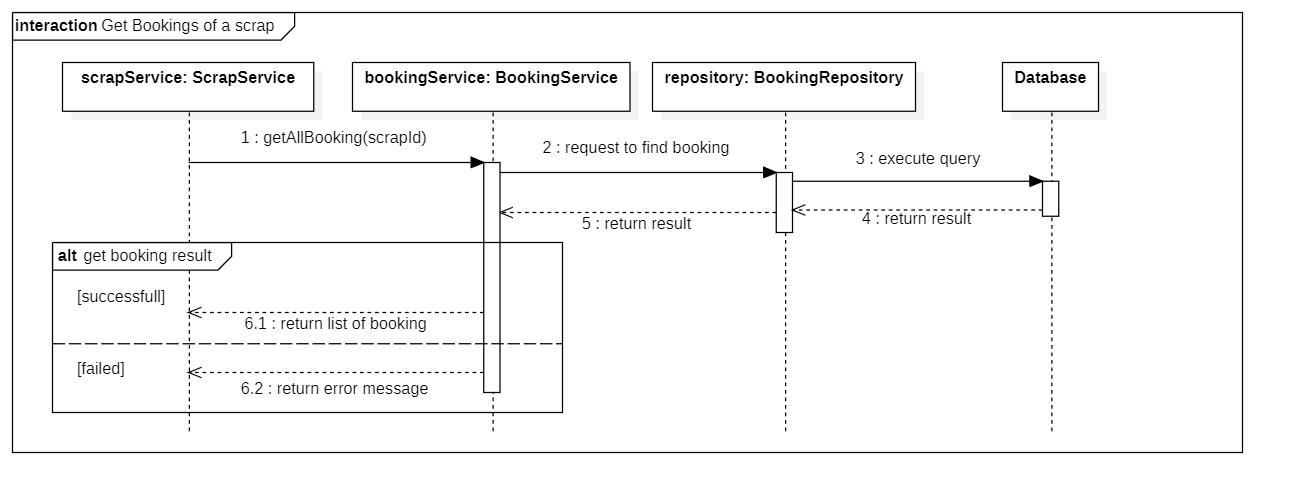 interaction Get Bookings of a scrap
scrapService: ScrapService
bookingService: BookingService
repository: BookingRepository
Database
1 : getAllBooking(scrapId)
2 : request to find booking
3 : execute query
4 : return result
5 : return result
alt get booking result
[successfull]
6.1 : return list of booking
[failed]
6.2 : return error message